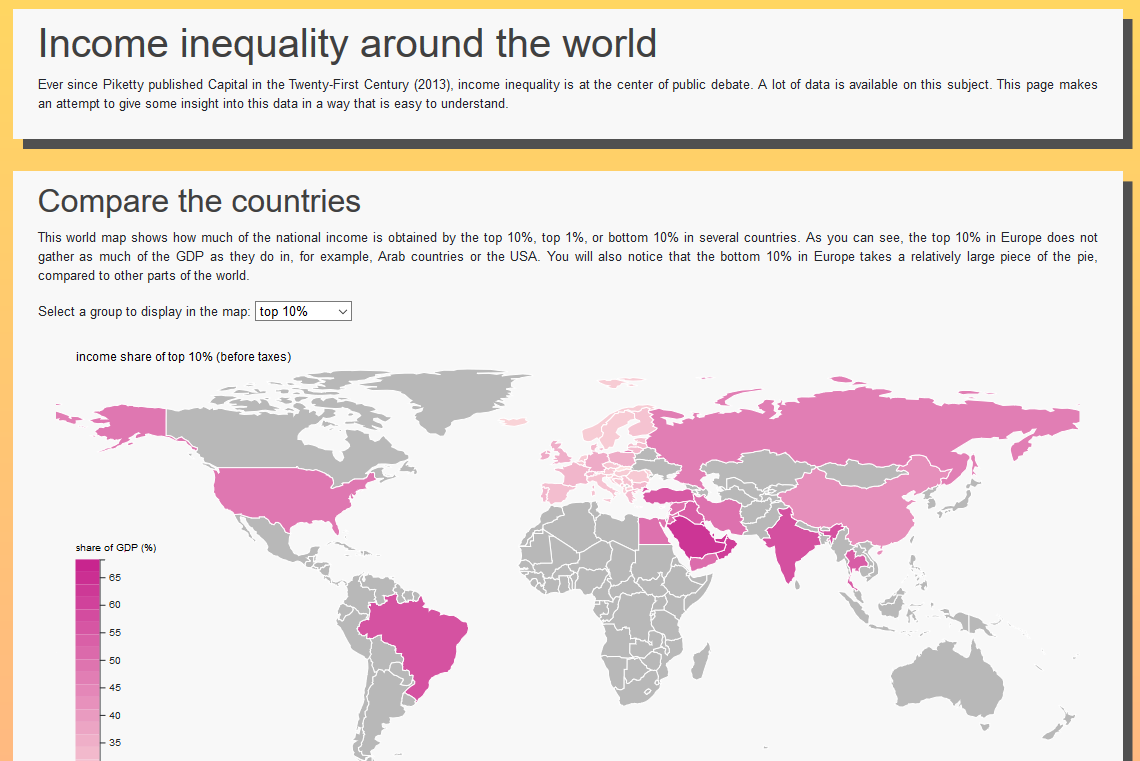 Income inequality around the world
Ever since Piketty published Capital in the Twenty-First Century (2013), income inequality is at the center of public debate. A lot of data is available on this subject. This page makes
an attempt to give some insight into this data in a way that is easy to understand.
Compare the countries
This world map shows how much of the national income is obtained by the top 10%, top 1%, or bottom 10% in several countries. As you can see, the top 10% in Europe does not
gather as much of the GDP as they do in, for example, Arab countries or the USA. You will also notice that the bottom 10% in Europe takes a relatively large piece of the pie,
compared to other parts of the world.
Select a group to display in the map: top 10%
income share of top 10% (before taxes)
share of GDP (%)
65
60
55
50
45
40
35